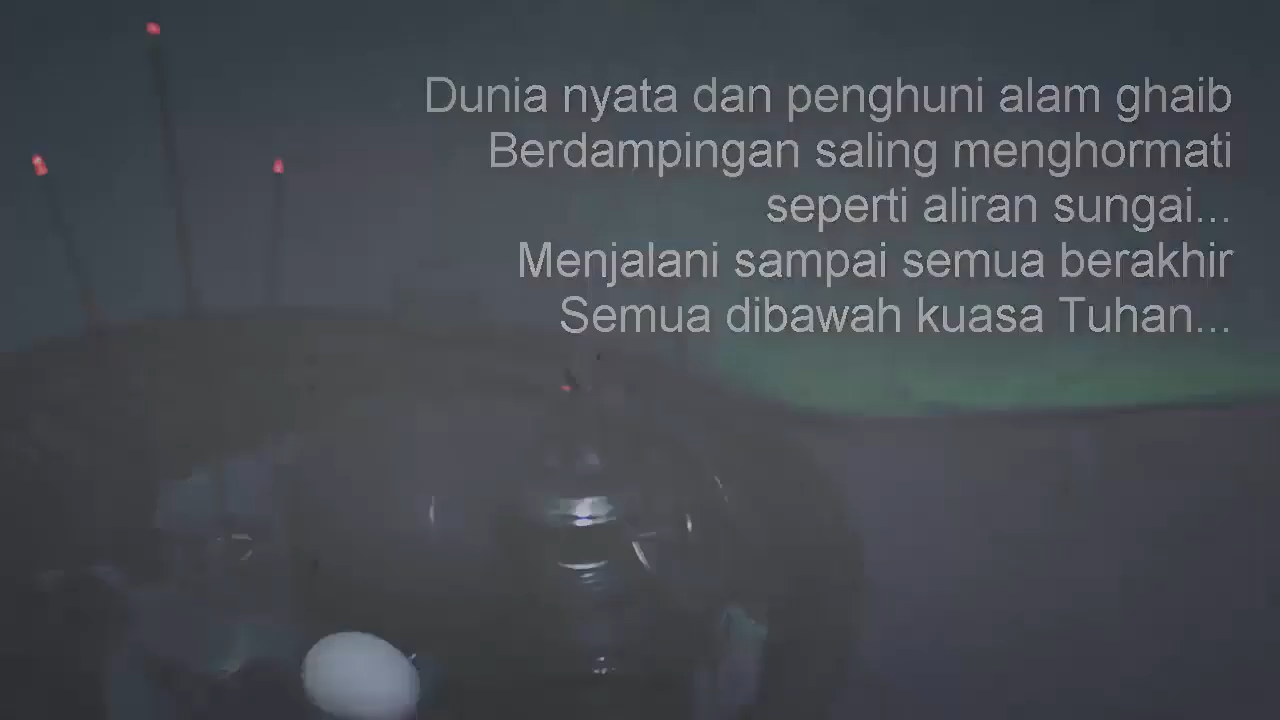 Dunia nyata dan penghuni alam ghaib
Berdampingan saling menghormati
seperti aliran sungai...
Menjalani sampai semua berakhir
Semua dibawah kuasa Tuhan...